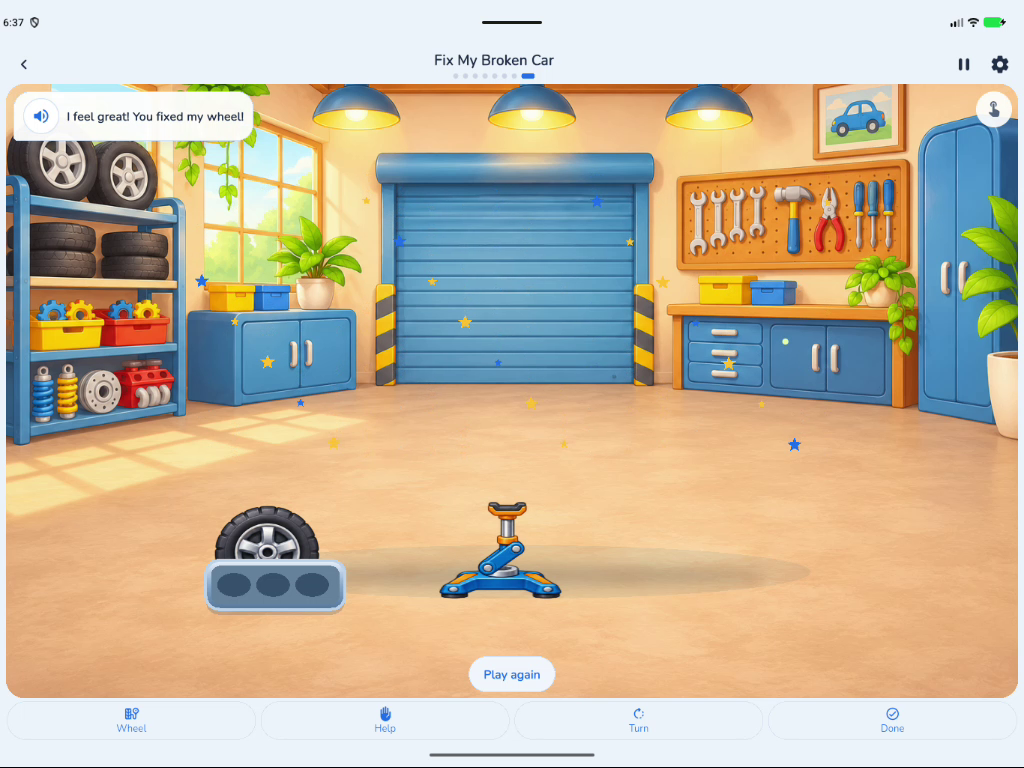 6:37
Fix My Broken Car
I feel great! You fixed my wheel!
Play again
Wheel
Help
Turn
Done